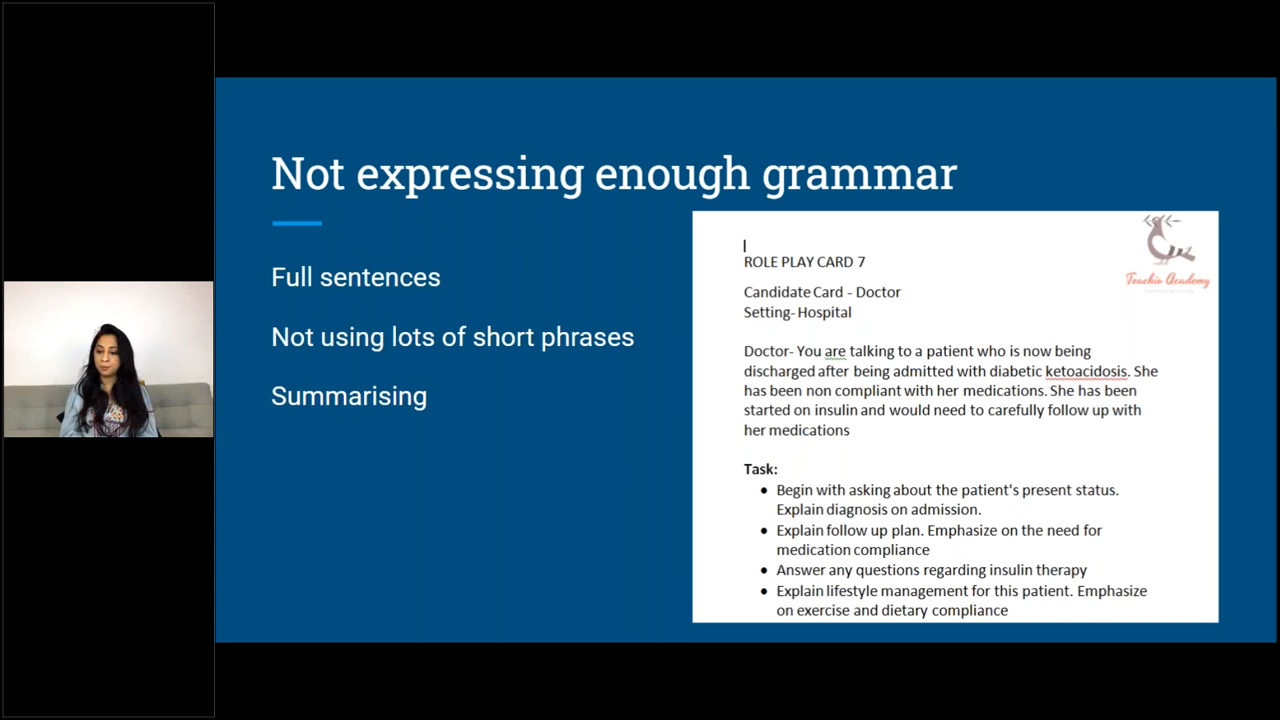 Not expressing enough grammar
Full sentences
Not using lots of short phrases
Summarising
Teachio Academy
ROLE PLAY CARD 7
Candidate Card - Doctor
Setting- Hospital
Doctor- You are talking to a patient who is now being
discharged after being admitted with diabetic ketoacidosis. She
has been non compliant with her medications. She has been
started on insulin and would need to carefully follow up with
her medications
Task:
• Begin with asking about the patient's present status.
Explain diagnosis on admission.
• Explain follow up plan. Emphasize on the need for
medication compliance
• Answer any questions regarding insulin therapy
• Explain lifestyle management for this patient. Emphasize
on exercise and dietary compliance